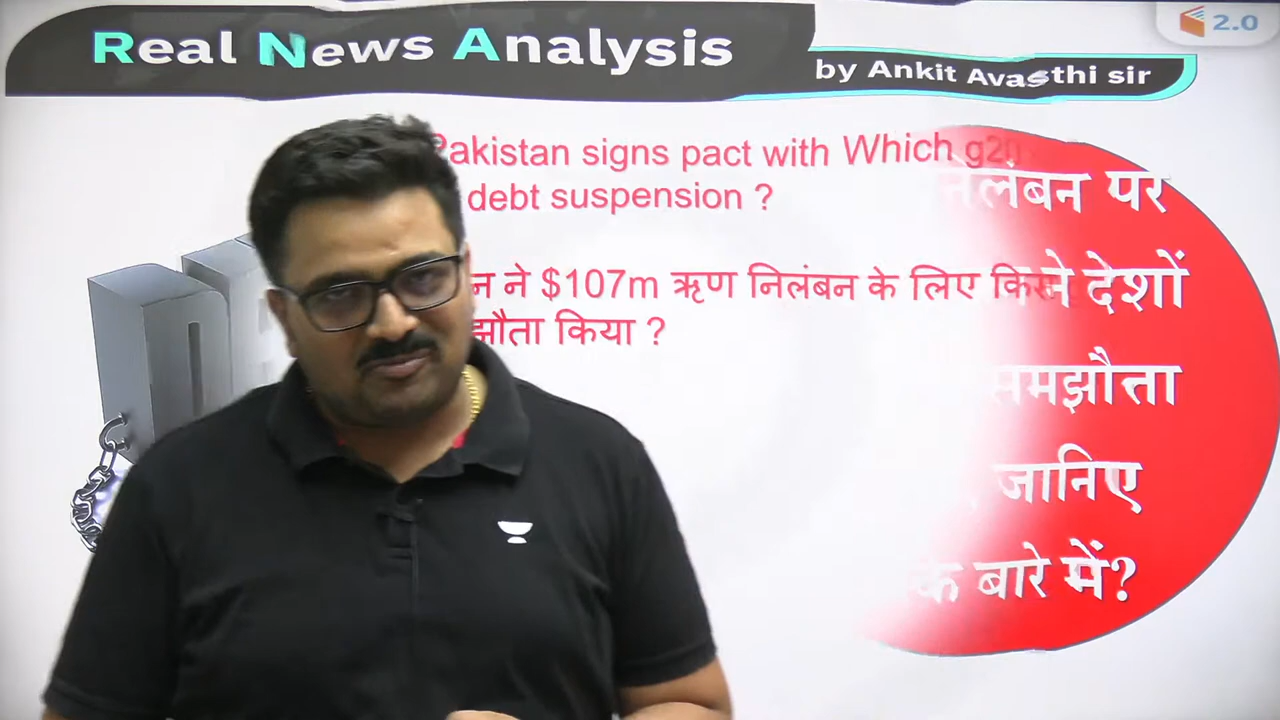 Real News Analysis
by Ankit Avasthi sir
2.0
Pakistan signs pact with Which
debt suspension ?
न ने $107m ऋण निलंबन के लिए
झौता किया ?
निलंबन पर
ने देशों
समझौता
जानिए
के बारे में?